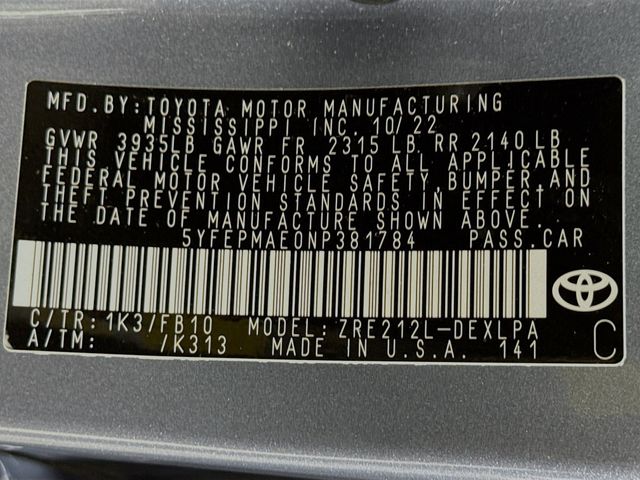 MFD.BY:TOYOTA MOTOR MANUFACTURING
MISSISSIPPI INC. 10/22
GVWR 3935LB GAWR FR 2315 LB RR 2140 LB
THIS VEHICLE CONFORMS TO ALL APPLICABLE
FEDERAL MOTOR VEHICLE SAFETY,BUMPER,AND
THEFT PREVENTION STANDARDS IN EFFECT ON
THE DATE OF MANUFACTURE SHOWN ABOVE.
5YFEPMAE0NP381784 PASS.CAR
C/TR:1K3/FB10 MODEL:ZRE212L-DEXLPA
A/TM: /K313 MADE IN U.S.A. 141
C